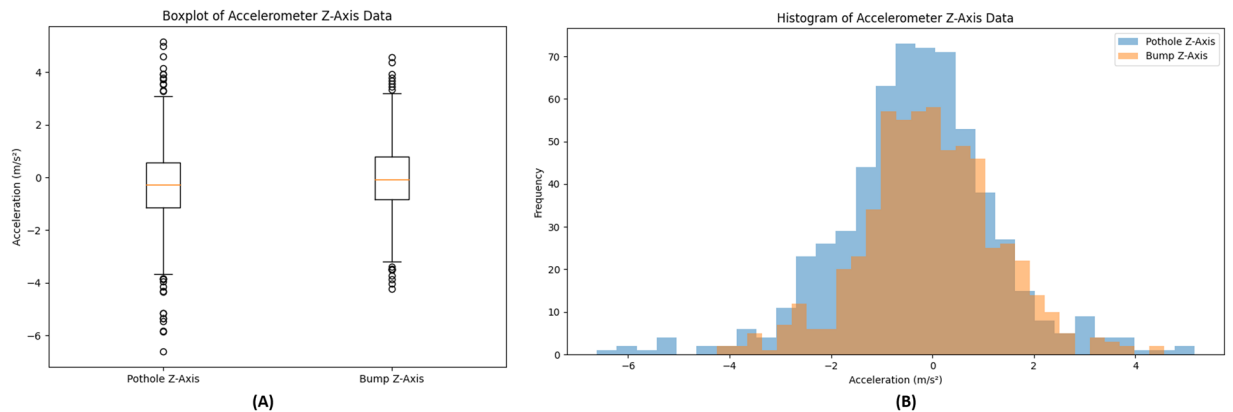 Boxplot of Accelerometer Z-Axis Data
Acceleration (m/s²)
4
2
0
−2
−4
−6
Pothole Z-Axis
Bump Z-Axis
(A)
Histogram of Accelerometer Z-Axis Data
Pothole Z-Axis
Bump Z-Axis
Frequency
70
60
50
40
30
20
10
0
−6
−4
−2
0
2
4
Acceleration (m/s²)
(B)